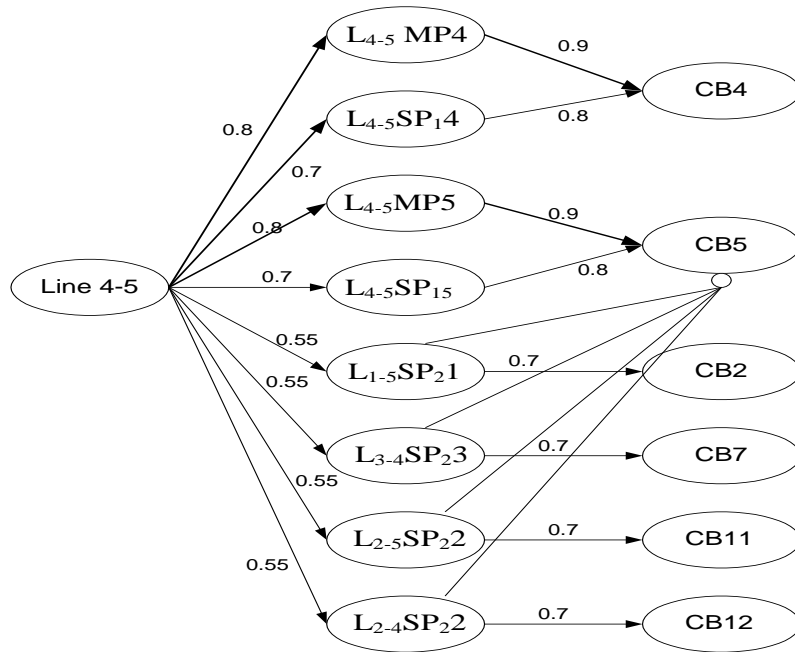 L₄₋₅ MP4
0.9
CB4
0.8
L₄₋₅SP₁4
0.8
0.7
L₄₋₅MP5
0.9
0.8
CB5
Line 4-5
0.7
L₄₋₅SP₁₅
0.8
0.55
L₁₋₅SP₂1
0.7
CB2
0.55
L₃₋₄SP₂3
0.7
CB7
0.55
L₂₋₅SP₂2
0.7
CB11
0.55
L₂₋₄SP₂2
0.7
CB12